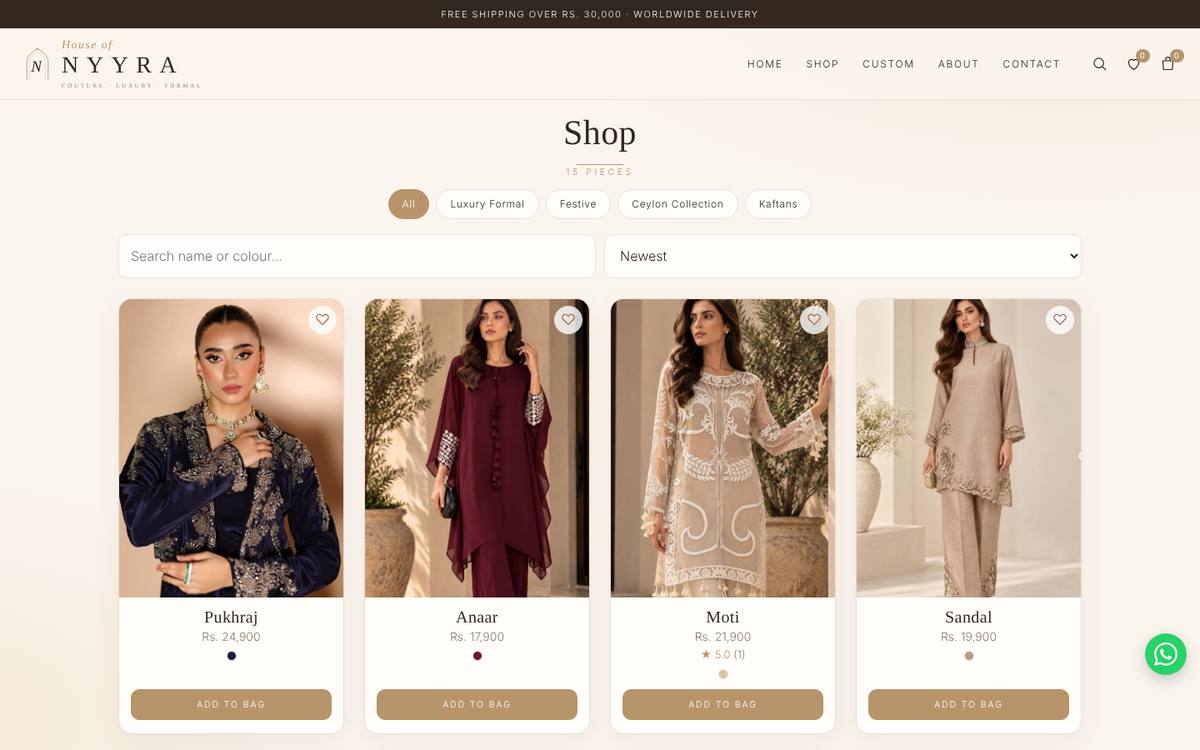 FREE SHIPPING OVER RS. 30,000 · WORLDWIDE DELIVERY
House of
N
NYYRA
COUTURE · LUXURY · FORMAL
HOME
SHOP
CUSTOM
ABOUT
CONTACT
0
0
Shop
15 PIECES
All
Luxury Formal
Festive
Ceylon Collection
Kaftans
Search name or colour...
Newest
Pukhraj
Rs. 24,900
ADD TO BAG
Anaar
Rs. 17,900
ADD TO BAG
Moti
Rs. 21,900
★ 5.0 (1)
ADD TO BAG
Sandal
Rs. 19,900
ADD TO BAG